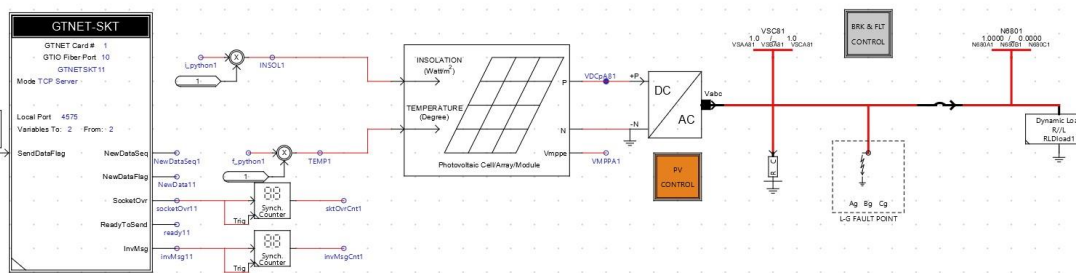 GTNET-SKT
GTNET Card # 1
GTIO Fiber Port 10
GTNETSKT11
Mode TCP Server
Local Port 4575
Variables To: 2 From: 2
SendDataFlag
NewDataSeq
NewDataSeq1
NewDataFlag
NewData11
SocketOvr
socketOvr11
ReadyToSend
ready11
InvMsg
invMsg11
Trig
Synch.
Counter
sktOvrCnt1
Trig
Synch.
Counter
invMsgCnt1
i_python1
X
1
INSOL1
f_python1
X
1
TEMP1
INSOLATION
(Watt/m2)
TEMPERATURE
(Degree)
P
N
Vmppe
Photovoltaic Cell/Array/Module
VDCpA81
VMPPA1
+P
-N
DC
AC
Vabc
PV
CONTROL
VSC81
1.0 / 1.0
VSAA81 VSBA81 VSCA81
R C
BRK & FLT
CONTROL
Ag Bg Cg
L-G FAULT POINT
N6801
1.0000 / 0.0000
N680A1 N680B1 N680C1
Dynamic Loa
R//L
RLDload1